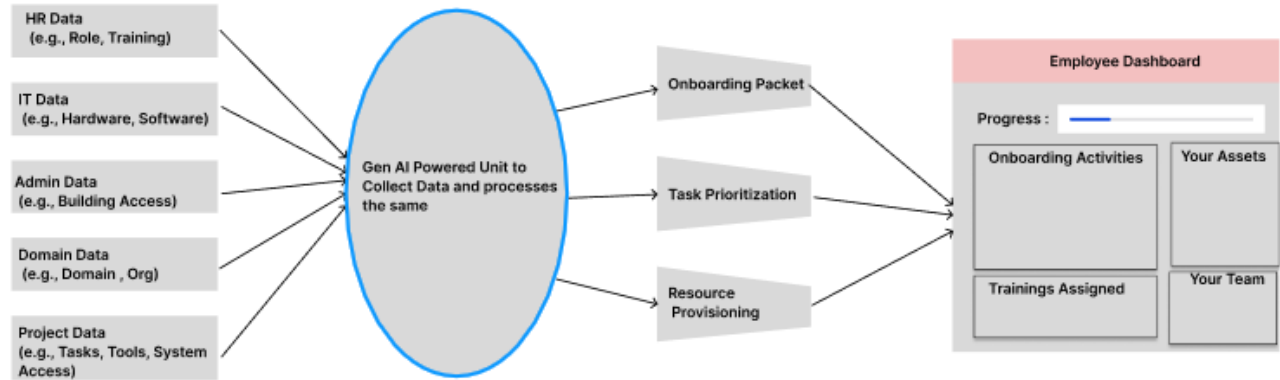 HR Data
(e.g., Role, Training)
IT Data
(e.g., Hardware, Software)
Admin Data
(e.g., Building Access)
Domain Data
(e.g., Domain , Org)
Project Data
(e.g., Tasks, Tools, System
Access)
Gen AI Powered Unit to
Collect Data and processes
the same
Onboarding Packet
Task Prioritization
Resource
Provisioning
Employee Dashboard
Progress :
Onboarding Activities
Your Assets
Trainings Assigned
Your Team